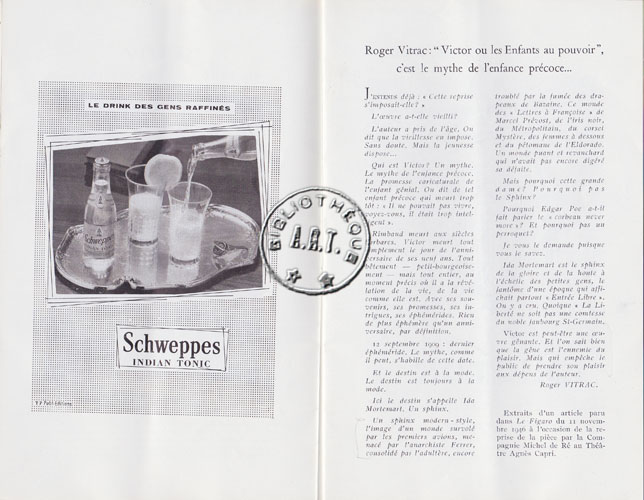 LE DRINK DES GENS RAFFINÉS
Schweppes
Schweppes
INDIAN TONIC
BIBLIOTHÈQUE
A.R.T.
Roger Vitrac : “Victor ou les Enfants au pouvoir”,
c'est le mythe de l'enfance précoce...
J'ENTENDS déjà : « Cette reprise
s'imposait-elle ? »
L'œuvre a-t-elle vieilli ?
L'auteur a pris de l'âge. On
dit que la vieillesse en impose.
Sans doute. Mais la jeunesse
dispose...
Qui est Victor ? Un mythe.
Le mythe de l'enfance précoce.
La promesse caricaturale de
l'enfant génial. On dit de tel
enfant précoce qui meurt trop
tôt : « Il ne pouvait pas vivre,
voyez-vous, il était trop intel-
ligent ».
Rimbaud meurt aux siècles
barbares. Victor meurt tout
simplement le jour de l'anni-
versaire de ses neuf ans. Tout
bêtement — petit-bourgeoise-
ment — mais tout entier, au
moment précis où il a la révé-
lation de la vie, de la vie
comme elle est. Avec ses sou-
venirs, ses promesses, ses in-
trigues, ses éphémérides. Rien
de plus éphémère qu'un anni-
versaire, par définition.
12 septembre 1909 : dernier
éphéméride. Le mythe, comme
il peut, s'habille de cette date.
Et le destin est à la mode.
Le destin est toujours à la
mode.
Ici le destin s'appelle Ida
Mortemart. Un sphinx.
Un sphinx modern-style,
l'image d'un monde survolé
par les premiers avions, me-
nacé par l'anarchiste Ferrer,
consolidé par l'adultère, encore
troublé par la fumée des dra-
peaux de Bazaine. Ce monde
des « Lettres à Françoise » de
Marcel Prévost, de l'iris noir,
du Métropolitain, du corset
Mystère, des femmes à dessous
et du pétomane de l'Eldorado.
Un monde puant et revanchard
qui n'avait pas encore digéré
sa défaite.
Mais pourquoi cette grande
dame ? Pourquoi pas
le Sphinx ?
Pourquoi Edgar Poe a-t-il
fait parler le « corbeau never
more » ? Et pourquoi pas un
perroquet ?
Je vous le demande puisque
vous le savez.
Ida Mortemart est le sphinx
de la gloire et de la honte à
l'échelle des petites gens, le
fantôme d'une époque qui affi-
chait partout « Entrée Libre ».
On y a cru. Quoique « La Li-
berté ne soit pas une comtesse
du noble faubourg St-Germain.
Victor est peut-être une œu-
vre gênante. Et l'on sait bien
que la gêne est l'ennemie du
plaisir. Mais qui empêche le
public de prendre son plaisir
aux dépens de l'auteur.
Roger VITRAC.
Extraits d'un article paru
dans Le Figaro du 11 novem-
bre 1946 à l'occasion de la re-
prise de la pièce par la Com-
pagnie Michel de Ré au Théâ-
tre Agnès Capri.